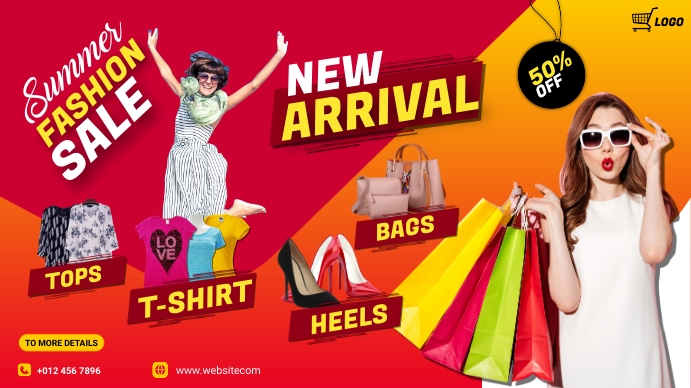 Summer
FASHION
SALE
NEW
ARRIVAL
50%
OFF
LOGO
LOVE
TOPS
T-SHIRT
HEELS
BAGS
TO MORE DETAILS
+012 456 7896
www.websitecom